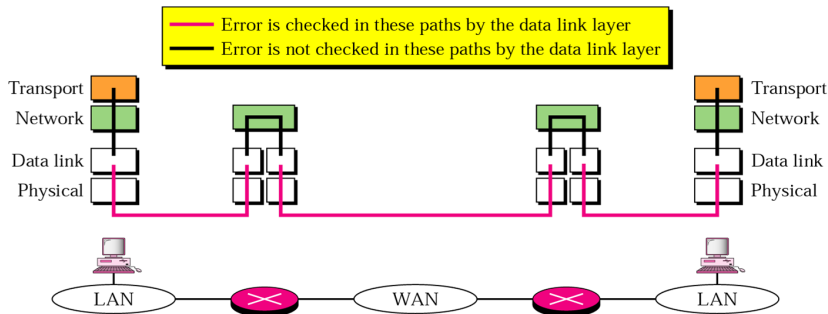 Error is checked in these paths by the data link layer
Error is not checked in these paths by the data link layer
Transport
Transport
Network
Network
Data link
Data link
Physical
Physical
LAN
WAN
LAN